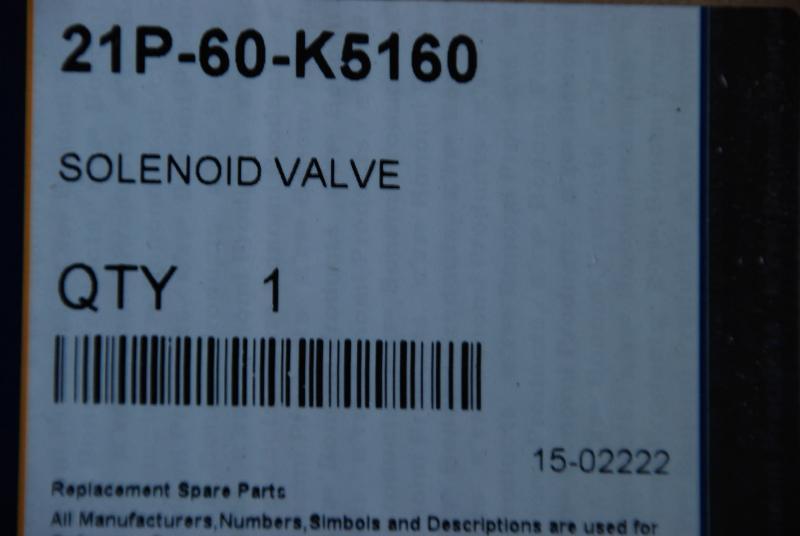 21P-60-K5160
SOLENOID VALVE
QTY 1
15-02222
Replacement Spare Parts
All Manufacturers,Numbers,Simbols and Descriptions are used for